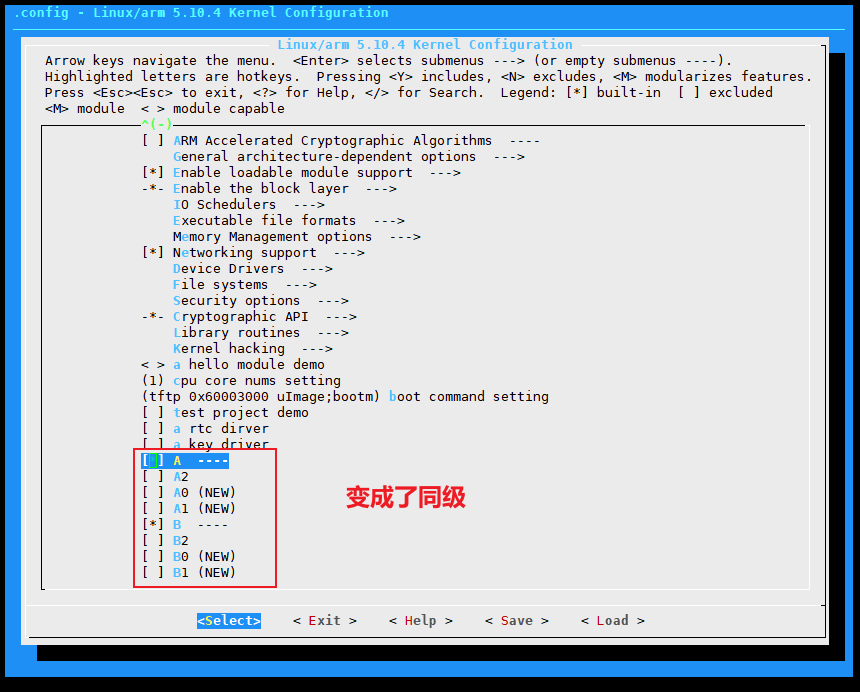 .config - Linux/arm 5.10.4 Kernel Configuration
Linux/arm 5.10.4 Kernel Configuration
Arrow keys navigate the menu.  <Enter> selects submenus ---> (or empty submenus ----).
Highlighted letters are hotkeys.  Pressing <Y> includes, <N> excludes, <M> modularizes features.
Press <Esc><Esc> to exit, <?> for Help, </> for Search.  Legend: [*] built-in  [ ] excluded
<M> module  < > module capable
^(-)
[ ] ARM Accelerated Cryptographic Algorithms  ----
General architecture-dependent options  --->
[*] Enable loadable module support  --->
-*- Enable the block layer  --->
IO Schedulers  --->
Executable file formats  --->
Memory Management options  --->
[*] Networking support  --->
Device Drivers  --->
File systems  --->
Security options  --->
-*- Cryptographic API  --->
Library routines  --->
Kernel hacking  --->
< > a hello module demo
(1) cpu core nums setting
(tftp 0x60003000 uImage;bootm) boot command setting
[ ] test project demo
[ ] a rtc dirver
[ ] a key driver
[*] A  ----
[ ] A2
[ ] A0 (NEW)
[ ] A1 (NEW)
[*] B  ----
[ ] B2
[ ] B0 (NEW)
[ ] B1 (NEW)
变成了同级
<Select>    < Exit >    < Help >    < Save >    < Load >